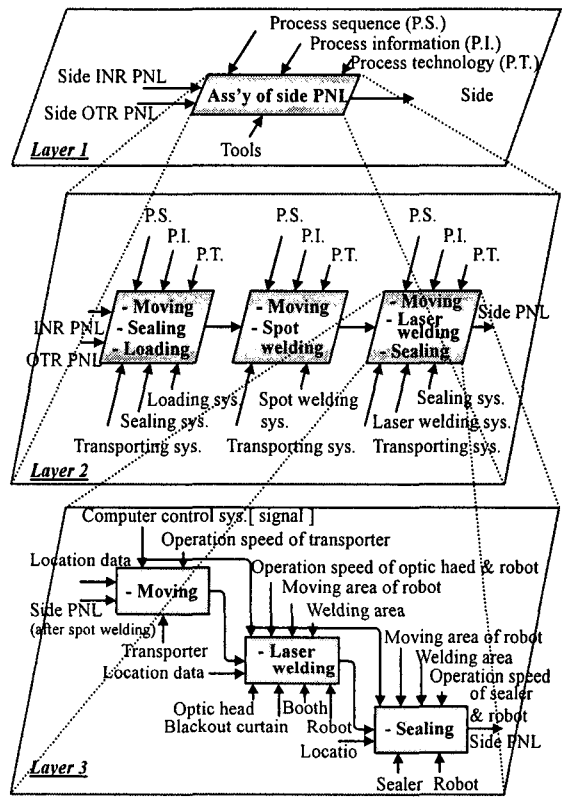 Process sequence (P.S.)
Process information (P.I.)
Process technology (P.T.)
Side INR PNL
Side OTR PNL
Ass'y of side PNL
Side
Tools
Layer 1
P.S.
P.I.
P.T.
P.S.
P.I.
P.T.
P.S.
P.I.
P.T.
INR PNL
OTR PNL
- Moving
- Sealing
- Loading
- Moving
- Spot
welding
- Moving
- Laser
welding
- Sealing
Side PNL
Loading sys.
Sealing sys.
Transporting sys.
Spot welding
sys.
Transporting sys.
Sealing sys.
Laser welding sys.
Transporting sys.
Layer 2
Computer control sys.[ signal ]
Operation speed of transporter
Location data
- Moving
Side PNL
(after spot welding)
Transporter
Operation speed of optic haed & robot
Moving area of robot
Welding area
Location data
- Laser
welding
Optic head
Blackout curtain
Booth
Robot
Moving area of robot
Welding area
Operation speed
of sealer
& robot
Locatio
- Sealing
Side PNL
Sealer
Robot
Layer 3